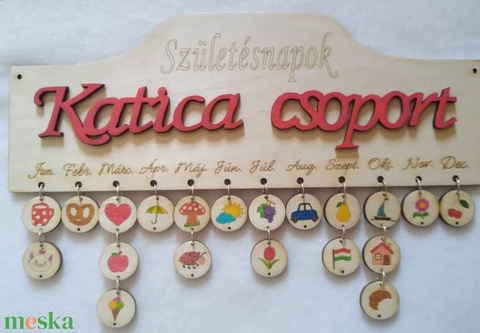 Születésnapok
Katica csoport
Jan. Febr. Márc. Ápr. Máj. Jún. Júl. Aug. Szept. Okt. Nov. Dec.
meska